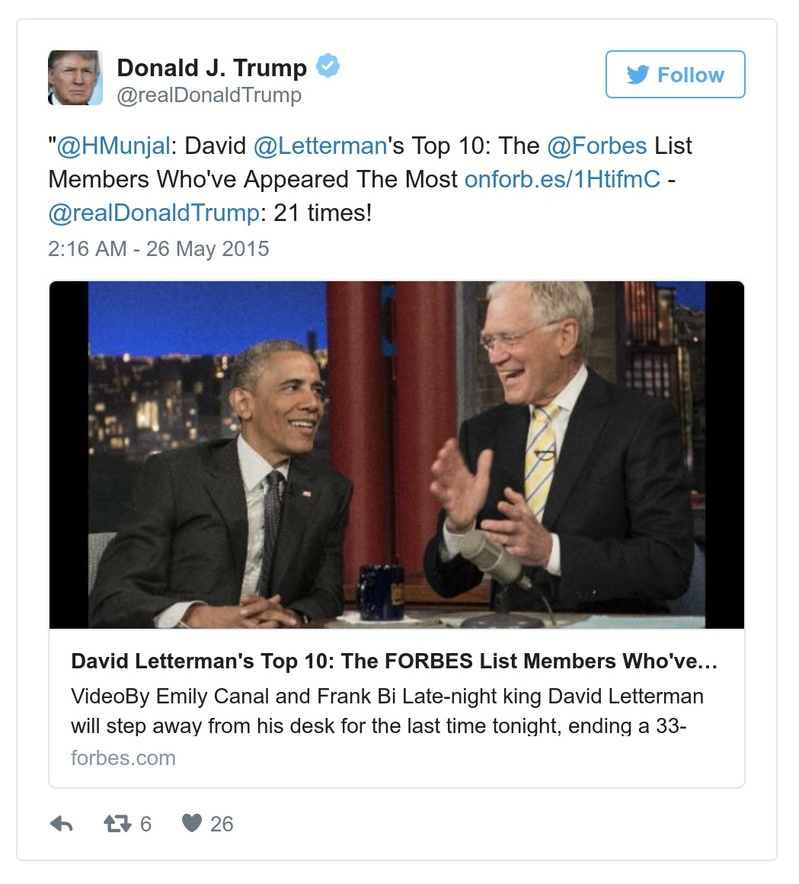 Donald J. Trump
@realDonaldTrump
Follow
"@HMunjal: David @Letterman's Top 10: The @Forbes List
Members Who've Appeared The Most onforb.es/1HtifmC -
@realDonaldTrump: 21 times!
2:16 AM - 26 May 2015
David Letterman's Top 10: The FORBES List Members Who've…
VideoBy Emily Canal and Frank Bi Late-night king David Letterman
will step away from his desk for the last time tonight, ending a 33-
forbes.com
6
26